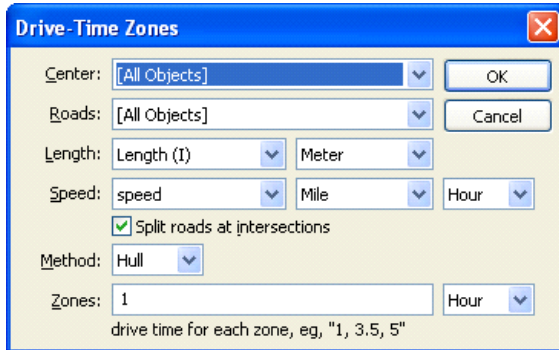 Drive-Time Zones
Center: [All Objects] OK
Roads: [All Objects] Cancel
Length: Length (I) Meter
Speed: speed Mile Hour
Split roads at intersections
Method: Hull
Zones: 1 Hour
drive time for each zone, eg, "1, 3.5, 5"